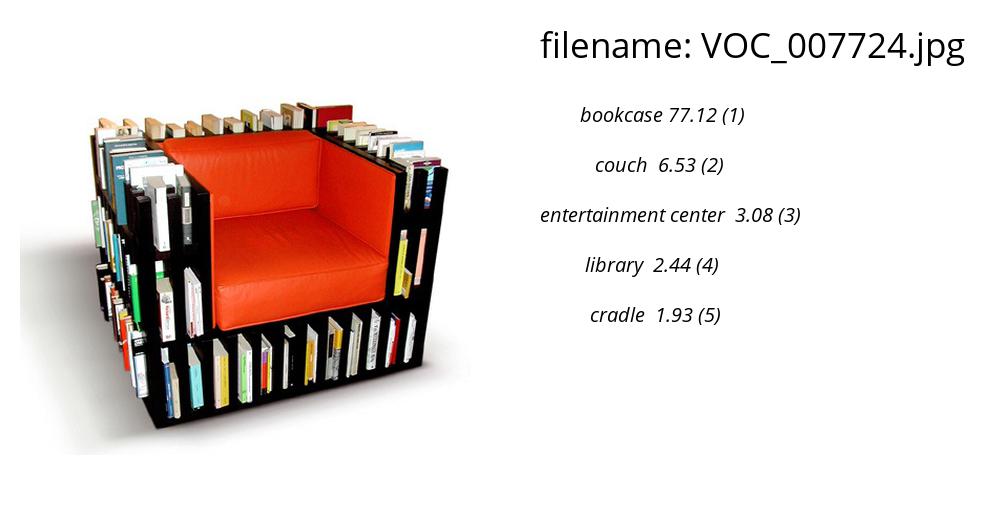 filename: VOC_007724.jpg
bookcase 77.12 (1)
couch 6.53 (2)
entertainment center 3.08 (3)
library 2.44 (4)
cradle 1.93 (5)